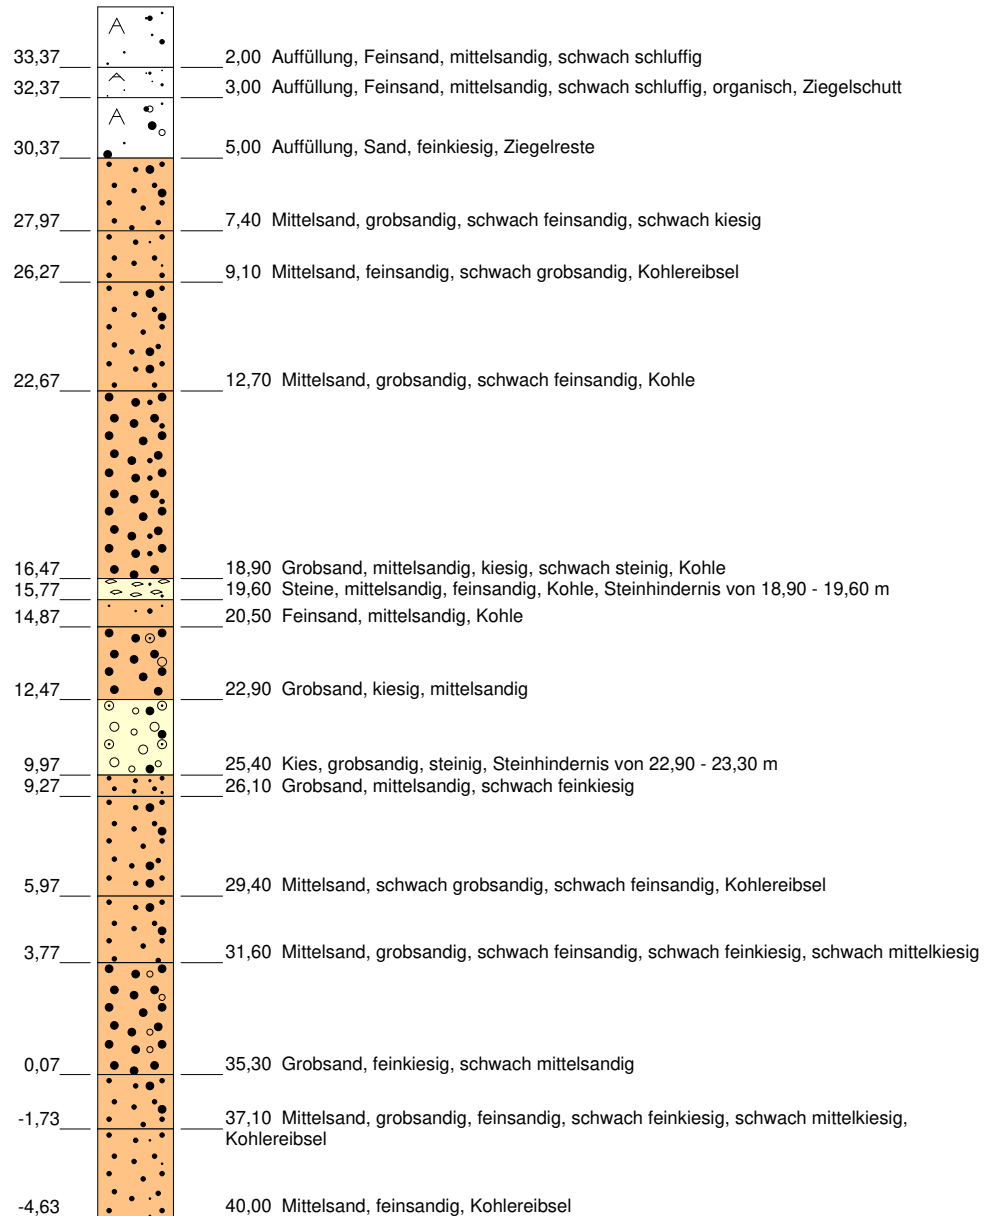 33,37 2,00 Auffüllung, Feinsand, mittelsandig, schwach schluffig
32,37 3,00 Auffüllung, Feinsand, mittelsandig, schwach schluffig, organisch, Ziegelschutt
30,37 5,00 Auffüllung, Sand, feinkiesig, Ziegelreste
27,97 7,40 Mittelsand, grobsandig, schwach feinsandig, schwach kiesig
26,27 9,10 Mittelsand, feinsandig, schwach grobsandig, Kohlereibsel
22,67 12,70 Mittelsand, grobsandig, schwach feinsandig, Kohle
16,47 18,90 Grobsand, mittelsandig, kiesig, schwach steinig, Kohle
15,77 19,60 Steine, mittelsandig, feinsandig, Kohle, Steinhindernis von 18,90 - 19,60 m
14,87 20,50 Feinsand, mittelsandig, Kohle
12,47 22,90 Grobsand, kiesig, mittelsandig
9,97 25,40 Kies, grobsandig, steinig, Steinhindernis von 22,90 - 23,30 m
9,27 26,10 Grobsand, mittelsandig, schwach feinkiesig
5,97 29,40 Mittelsand, schwach grobsandig, schwach feinsandig, Kohlereibsel
3,77 31,60 Mittelsand, grobsandig, schwach feinsandig, schwach feinkiesig, schwach mittelkiesig
0,07 35,30 Grobsand, feinkiesig, schwach mittelsandig
-1,73 37,10 Mittelsand, grobsandig, feinsandig, schwach feinkiesig, schwach mittelkiesig,
Kohlereibsel
-4,63 40,00 Mittelsand, feinsandig, Kohlereibsel